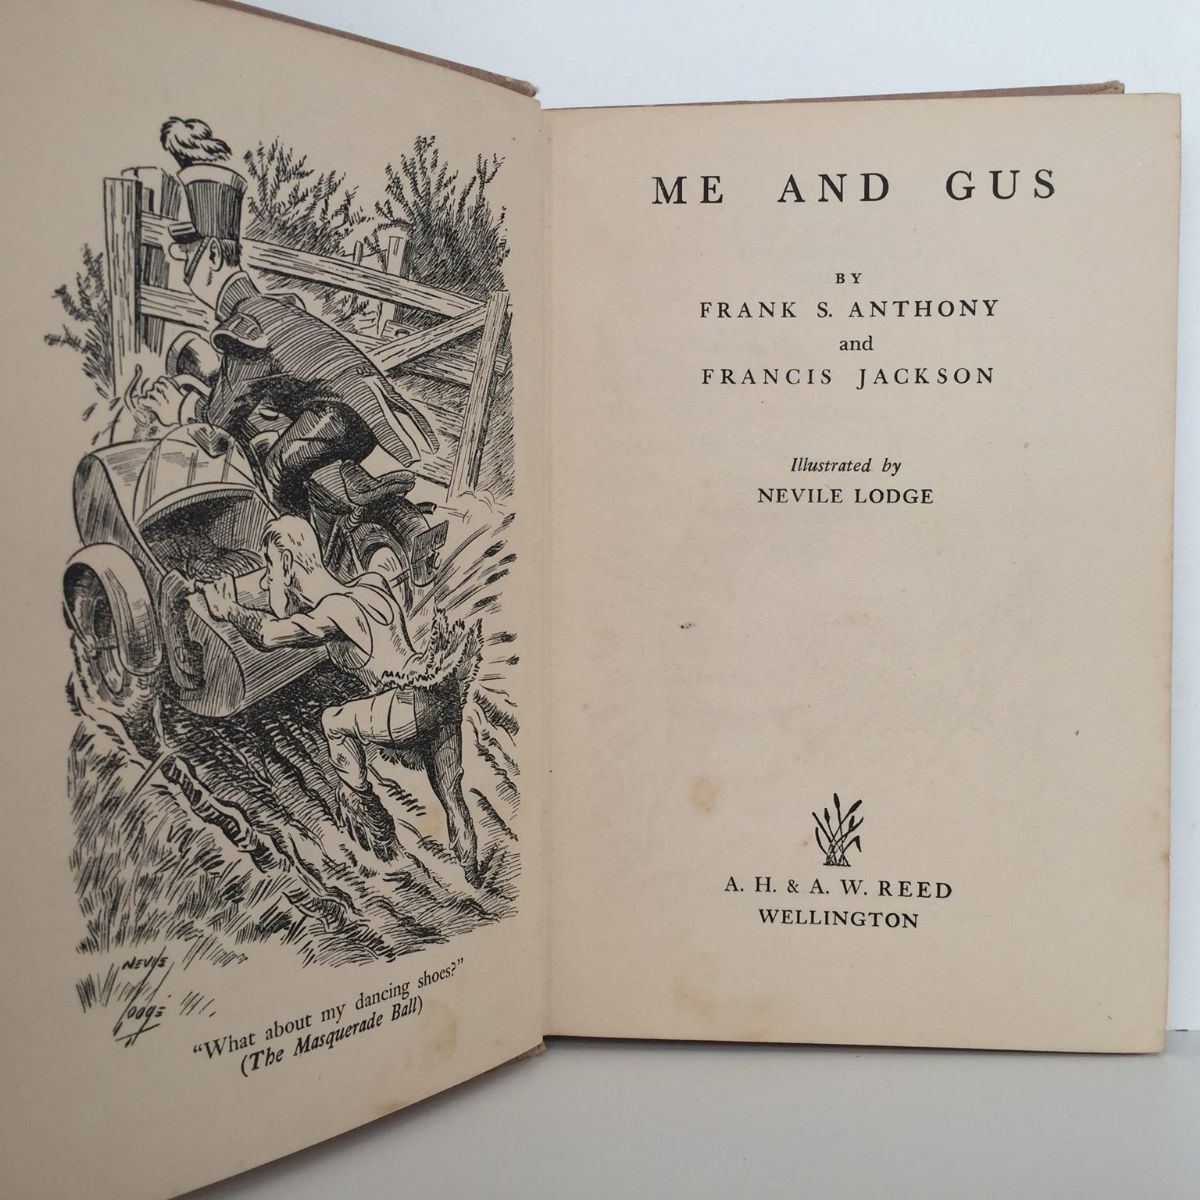 NEVILE
LODGE
"What about my dancing shoes?"
(The Masquerade Ball)
ME AND GUS
BY
FRANK S. ANTHONY
and
FRANCIS JACKSON
Illustrated by
NEVILE LODGE
A. H. & A. W. REED
WELLINGTON